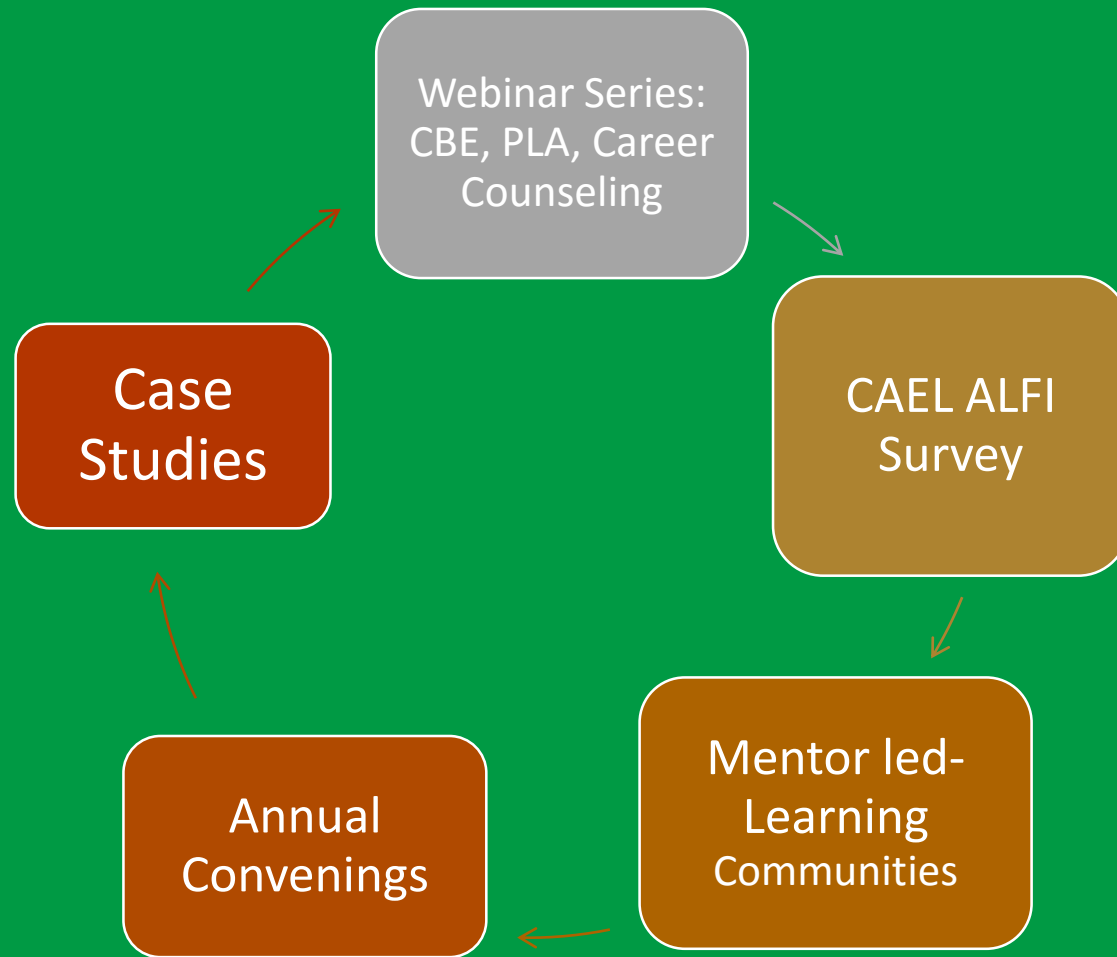 Webinar Series:
CBE, PLA, Career
Counseling
CAEL ALFI
Survey
Mentor led-
Learning
Communities
Annual
Convenings
Case
Studies